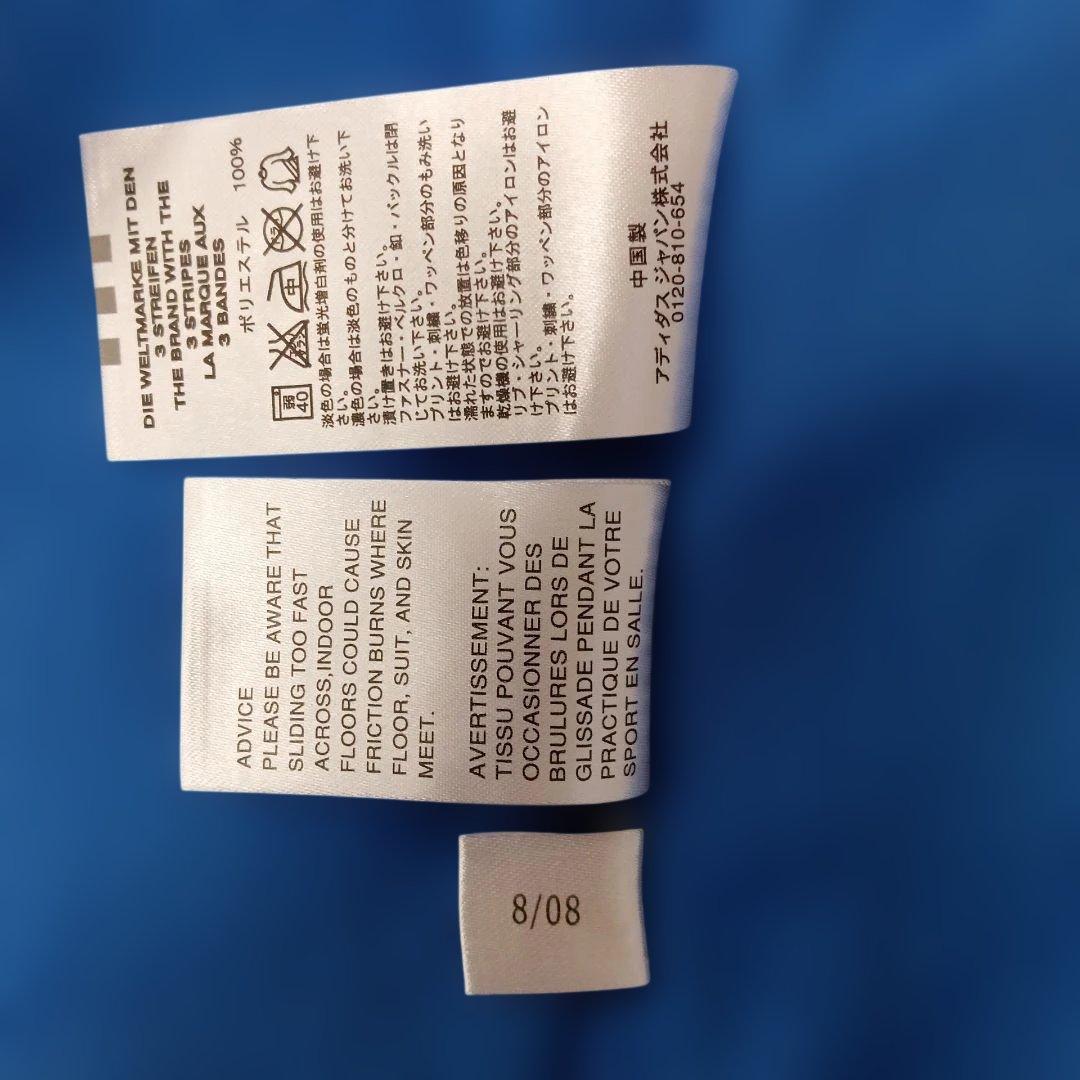 DIE WELTMARKE MIT DEN
3 STREIFEN
THE BRAND WITH THE
3 STRIPES
LA MARQUE AUX
3 BANDES
ポリエステル 100%
弱
40
中
淡色の場合は蛍光増白剤の使用はお避け下
さい。
濃色の場合は淡色のものと分けてお洗い下
さい。
漬け置きはお避け下さい。
ファスナー・ベルクロ・釦・バックルは閉
じてお洗い下さい。
プリント・刺繍・ワッペン部分のもみ洗い
はお避け下さい。
濡れた状態での放置は色移りの原因となり
ますのでお避け下さい。
乾燥機の使用はお避け下さい。
リブ・シャーリング部分のアイロンはお避
け下さい。
プリント・刺繍・ワッペン部分のアイロン
はお避け下さい。
中国製
アディダス ジャパン株式会社
0120-810-654
ADVICE
PLEASE BE AWARE THAT
SLIDING TOO FAST
ACROSS,INDOOR
FLOORS COULD CAUSE
FRICTION BURNS WHERE
FLOOR, SUIT, AND SKIN
MEET.
AVERTISSEMENT:
TISSU POUVANT VOUS
OCCASIONNER DES
BRULURES LORS DE
GLISSADE PENDANT LA
PRACTIQUE DE VOTRE
SPORT EN SALLE.
8/08